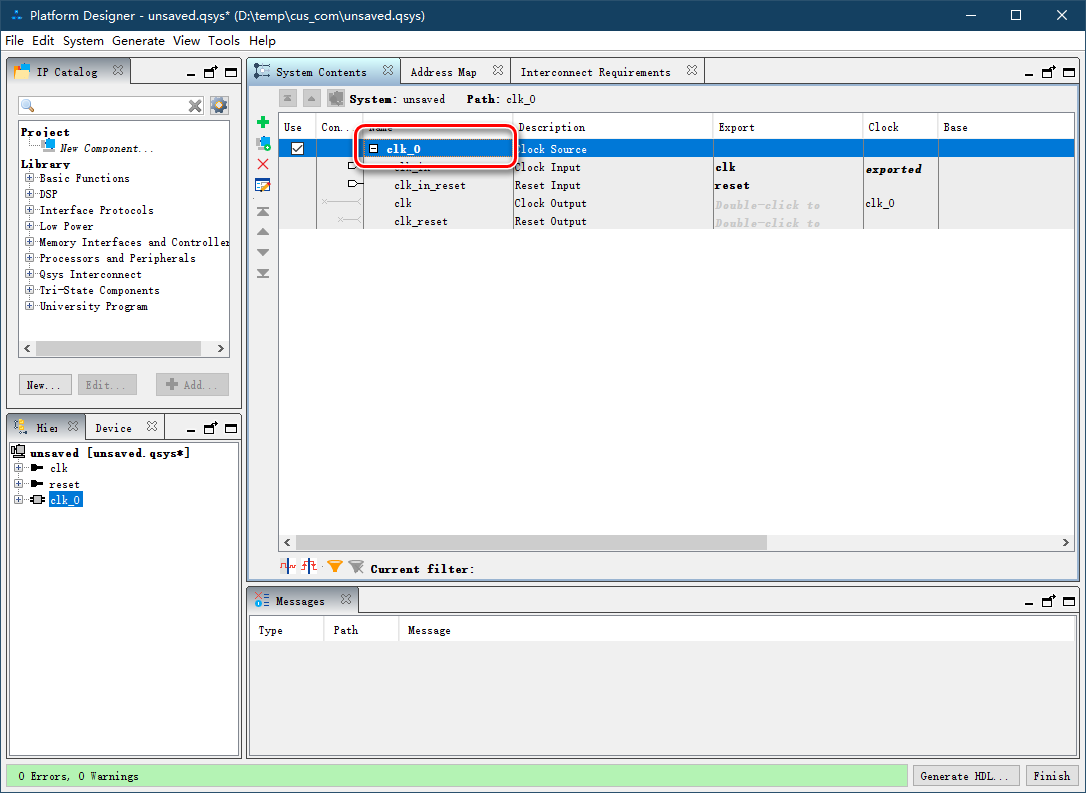 Platform Designer - unsaved.qsys* (D:\temp\cus_com\unsaved.qsys)
File Edit System Generate View Tools Help
IP Catalog
Project
New Component...
Library
Basic Functions
DSP
Interface Protocols
Low Power
Memory Interfaces and Controller
Processors and Peripherals
Qsys Interconnect
Tri-State Components
University Program
New... Edit... Add...
Hier Device
unsaved [unsaved.qsys*]
clk
reset
clk_0
System Contents Address Map Interconnect Requirements
System: unsaved Path: clk_0
Use Con... Name Description Export Clock Base
clk_0 Clock Source
clk_in Clock Input clk exported
clk_in_reset Reset Input reset
clk Clock Output Double-click to clk_0
clk_reset Reset Output Double-click to
Current filter:
Messages
Type Path Message
0 Errors, 0 Warnings
Generate HDL... Finish